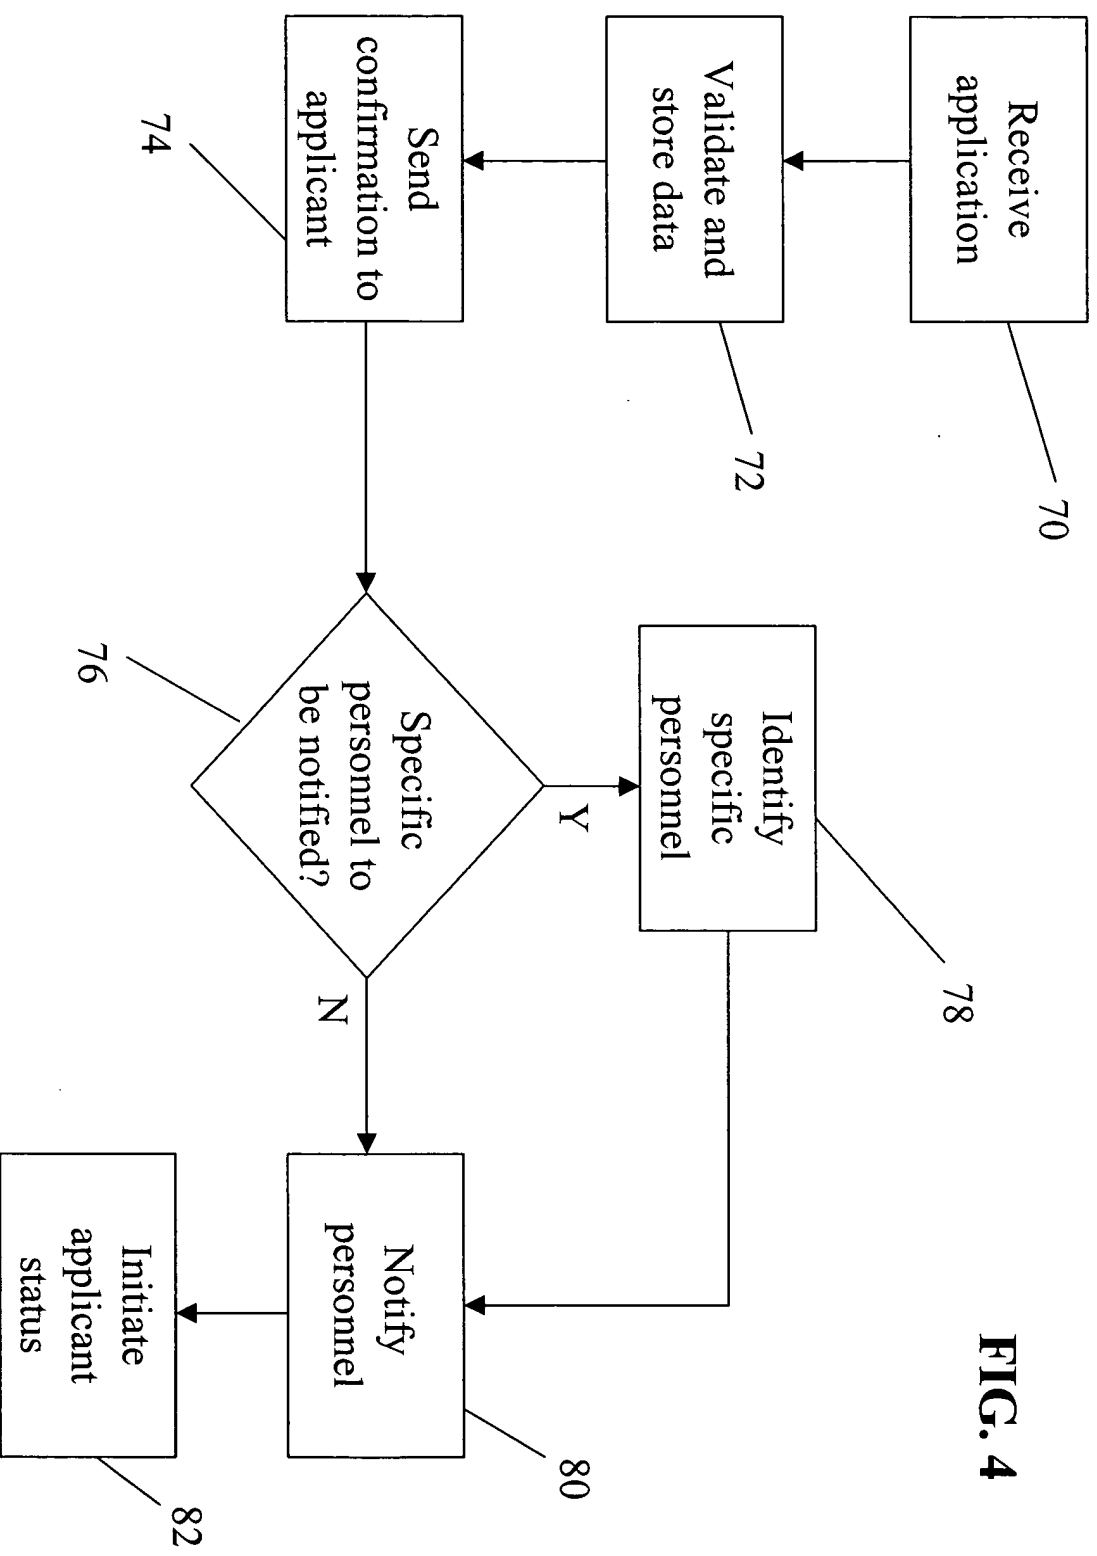 FIG. 4
Receive
application
70
Validate and
store data
72
Send
confirmation to
applicant
74
Specific
personnel to
be notified?
76
Y
N
Identify
specific
personnel
78
Notify
personnel
80
Initiate
applicant
status
82